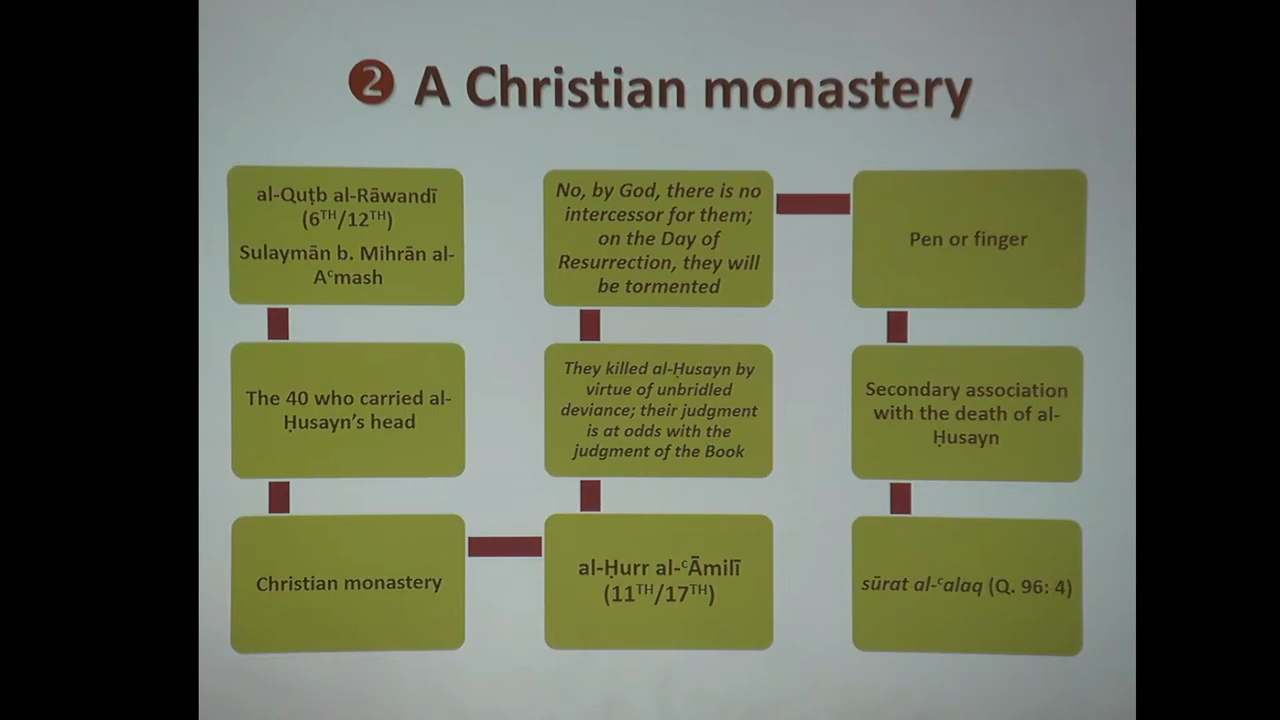 ❷ A Christian monastery
al-Quṭb al-Rāwandī
(6TH/12TH)
Sulaymān b. Mihrān al-
Aᶜmash
The 40 who carried al-
Ḥusayn’s head
Christian monastery
al-Ḥurr al-ᶜĀmilī
(11TH/17TH)
They killed al-Ḥusayn by
virtue of unbridled
deviance; their judgment
is at odds with the
judgment of the Book
No, by God, there is no
intercessor for them;
on the Day of
Resurrection, they will
be tormented
Pen or finger
Secondary association
with the death of al-
Ḥusayn
sūrat al-ᶜalaq (Q. 96: 4)